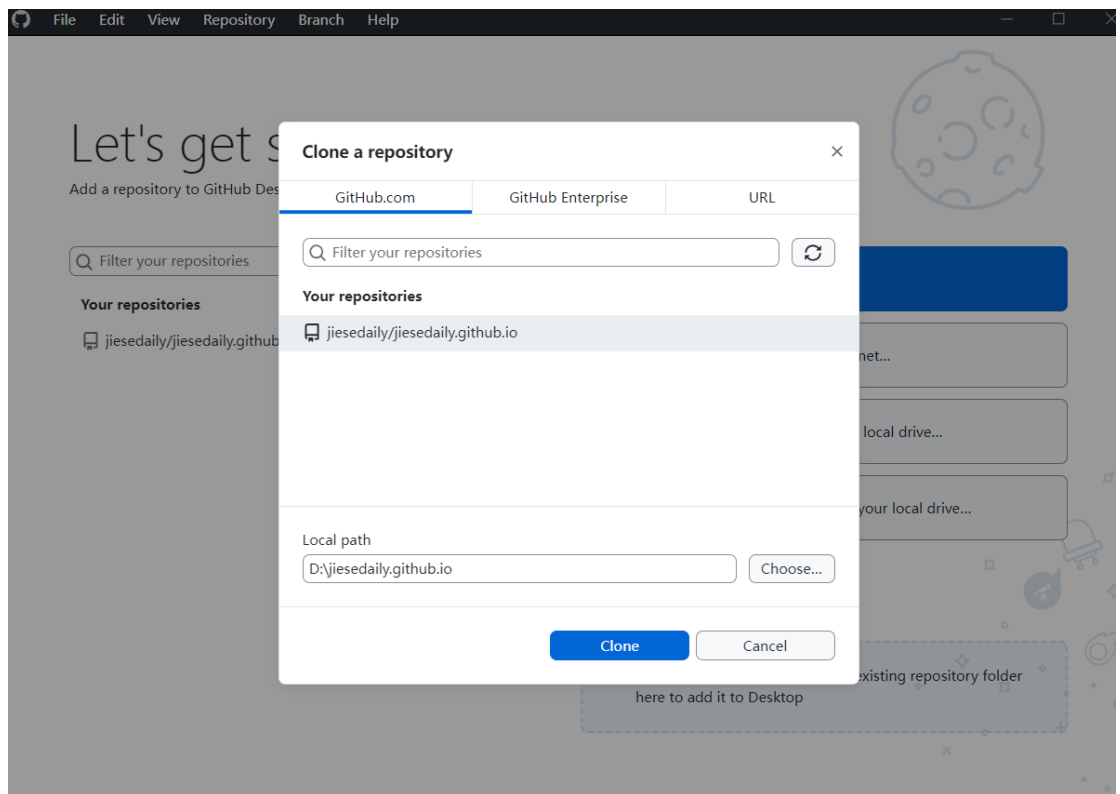 File Edit View Repository Branch Help
Let's get s
Add a repository to GitHub Des
Filter your repositories
Your repositories
jiesedaily/jiesedaily.github
Clone a repository
GitHub.com GitHub Enterprise URL
Filter your repositories
Your repositories
jiesedaily/jiesedaily.github.io
Local path
D:\jiesedaily.github.io
Choose...
Clone Cancel
net...
local drive...
your local drive...
existing repository folder
here to add it to Desktop